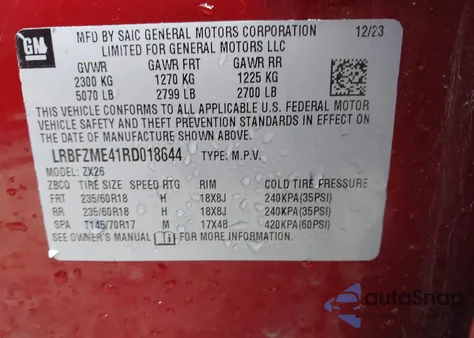 GM
MFD BY SAIC GENERAL MOTORS CORPORATION 12/23
LIMITED FOR GENERAL MOTORS LLC
GVWR GAWR FRT GAWR RR
2300 KG 1270 KG 1225 KG
5070 LB 2799 LB 2700 LB
THIS VEHICLE CONFORMS TO ALL APPLICABLE U.S. FEDERAL MOTOR
VEHICLE SAFETY AND THEFT PREVENTION STANDARDS IN EFFECT ON
THE DATE OF MANUFACTURE SHOWN ABOVE.
LRBFZME41RD018644 TYPE: M.P.V.
MODEL: ZX26
ZBCQ TIRE SIZE SPEED RTG RIM COLD TIRE PRESSURE
FRT 235/60R18 H 18X8J 240KPA(35PSI)
RR 235/60R18 H 18X8J 240KPA(35PSI)
SPA T145/70R17 M 17X4B 420KPA(60PSI)
SEE OWNER'S MANUAL FOR MORE INFORMATION.
autoSnap